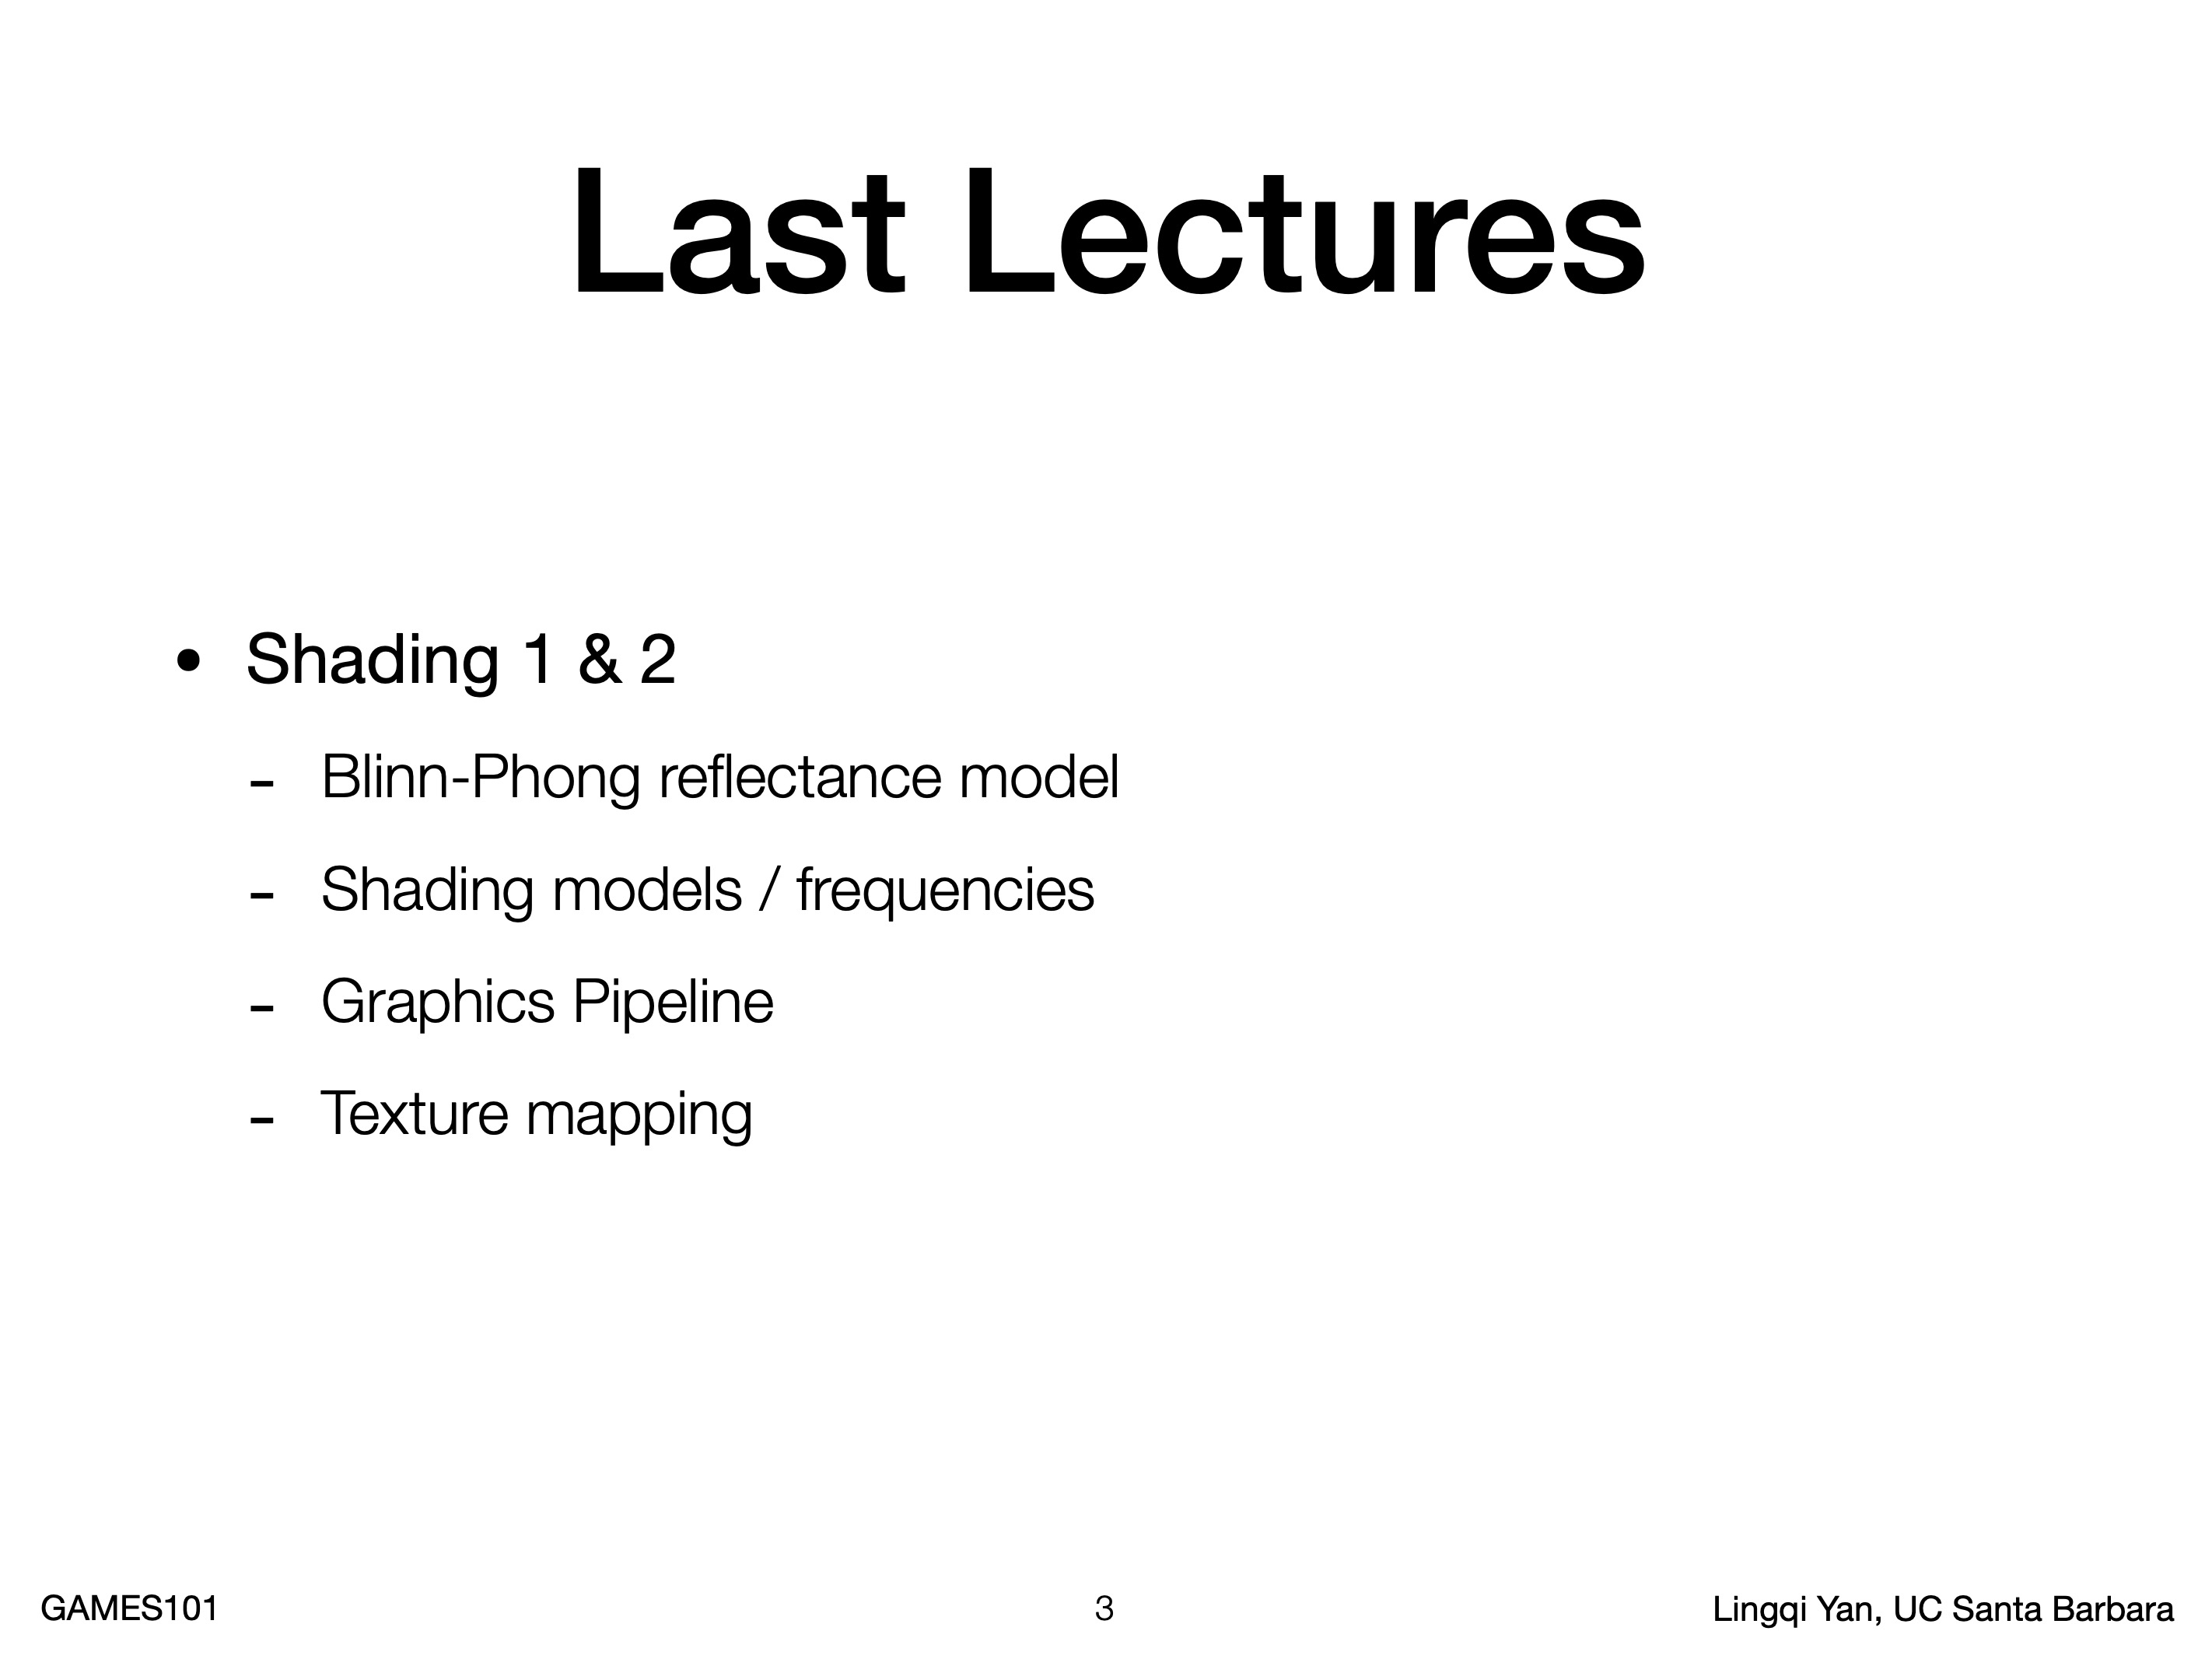 Last Lectures
• Shading 1 & 2
- Blinn-Phong reflectance model
- Shading models / frequencies
- Graphics Pipeline
- Texture mapping
GAMES101
3
Lingqi Yan, UC Santa Barbara